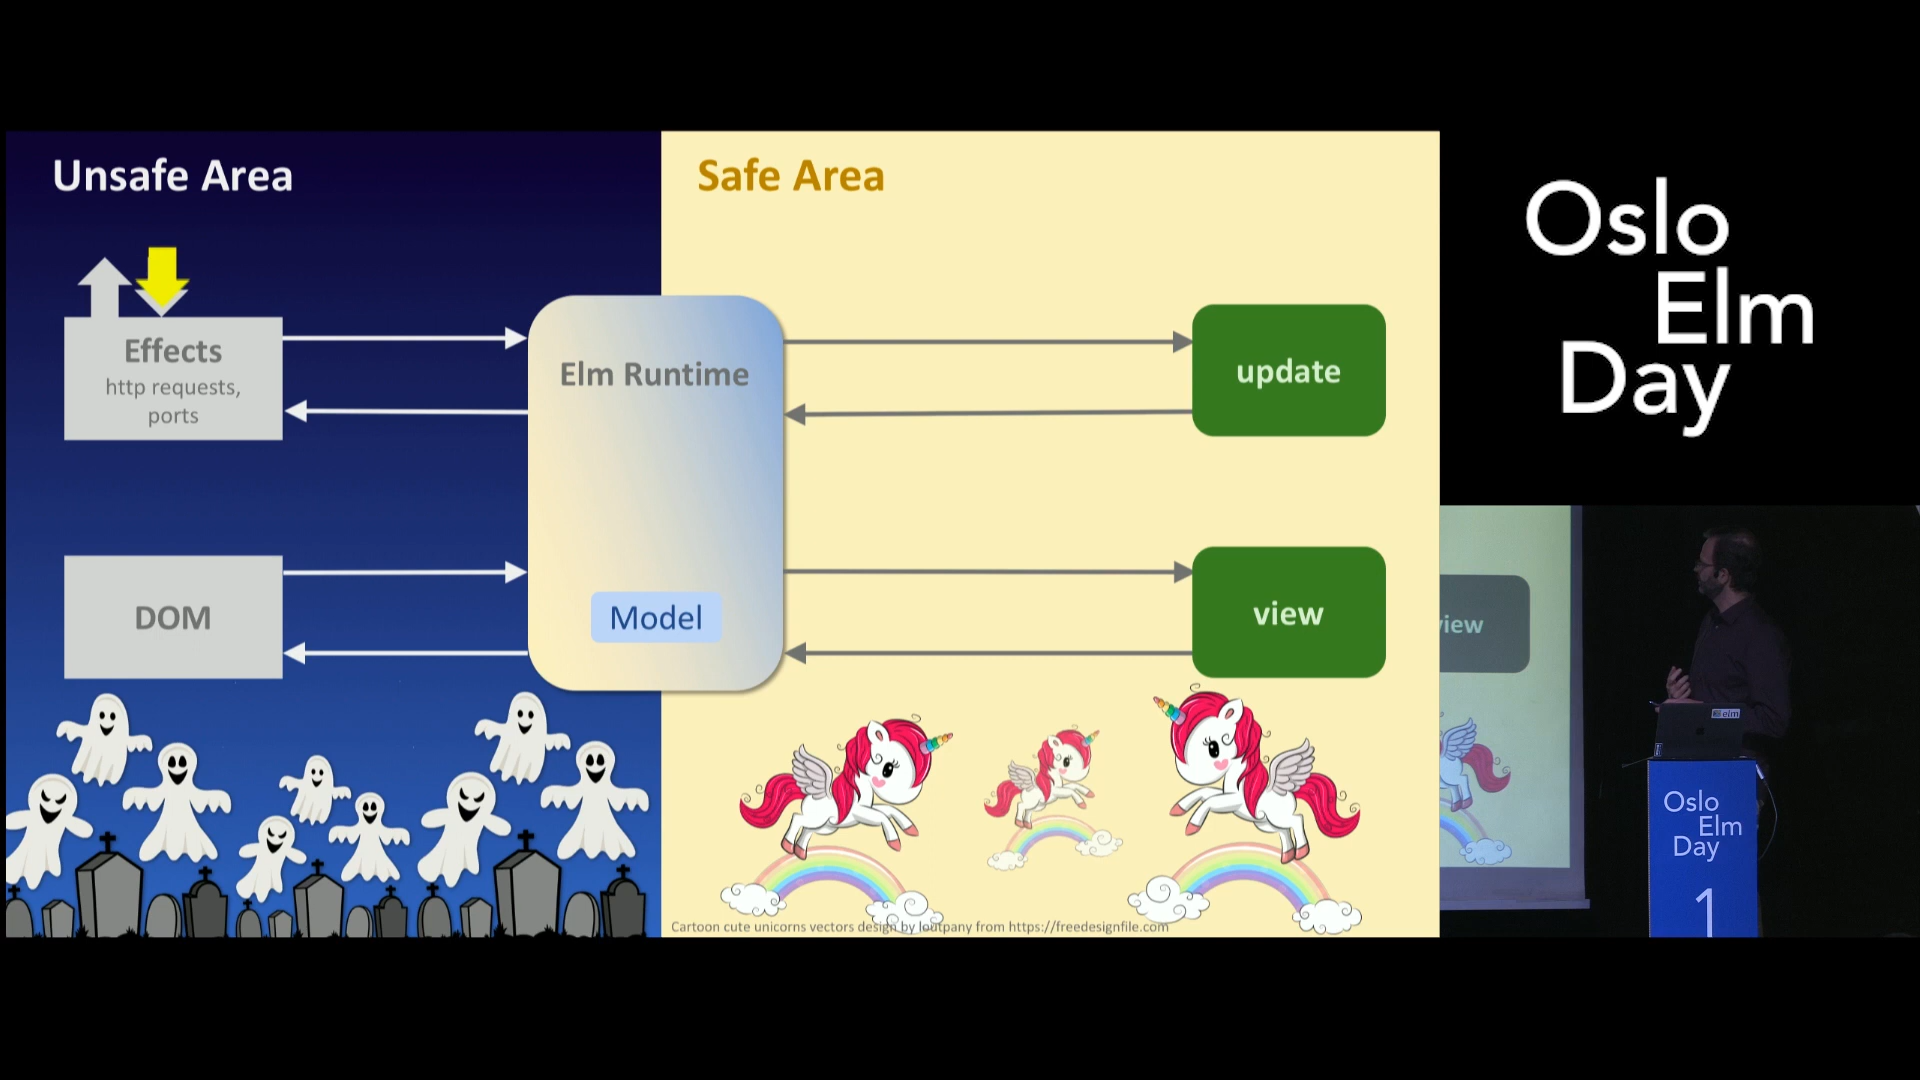 Unsafe Area
Safe Area
Effects
http requests,
ports
Elm Runtime
update
DOM
Model
view
Cartoon cute unicorns vectors design by loutpany from https://freedesignfile.com
Oslo
Elm
Day
view
elm
Oslo
Elm
Day
1